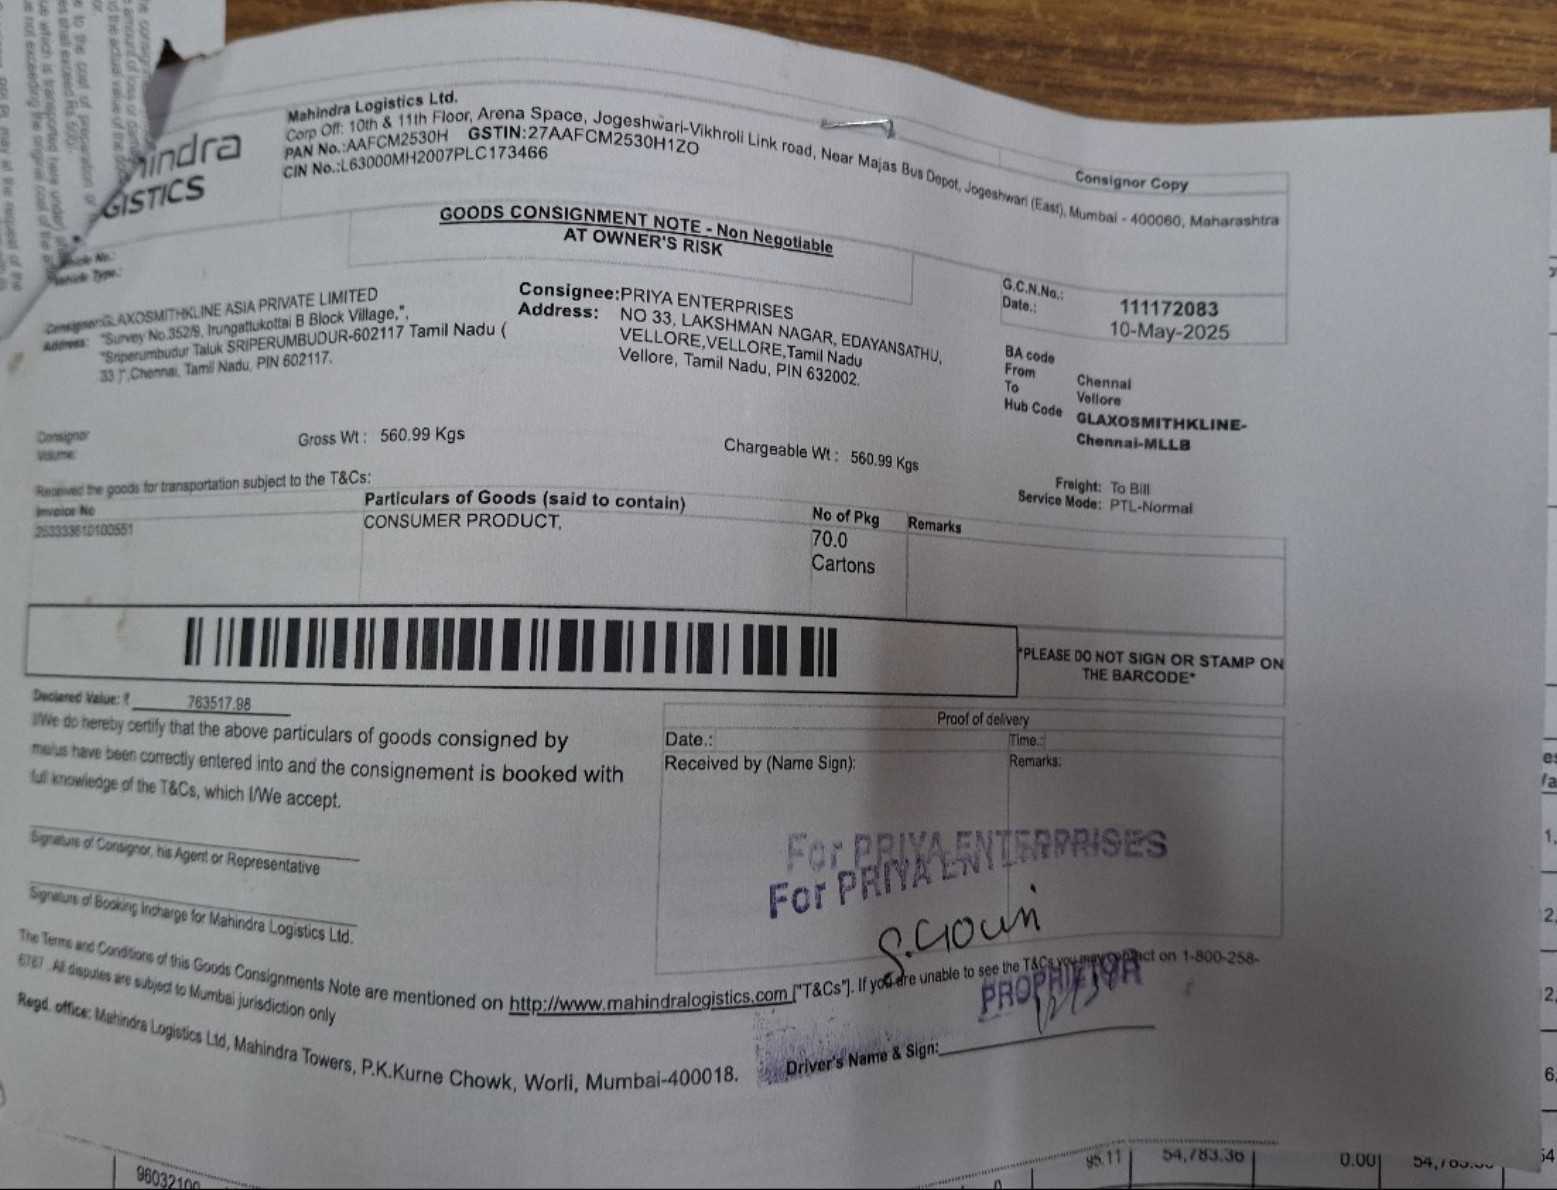 indra
GISTICS
Mahindra Logistics Ltd.
Corp Off: 10th & 11th Floor, Arena Space, Jogeshwari-Vikhroli Link road, Near Majas Bus Depot, Jogeshwari (East), Mumbai - 400060, Maharashtra
PAN No.:AAFCM2530H GSTIN:27AAFCM2530H1ZO
CIN No.:L63000MH2007PLC173466
Consignor Copy
GOODS CONSIGNMENT NOTE - Non Negotiable
AT OWNER'S RISK
Vehicle Type:
G.C.N.No.: 111172083
Date.: 10-May-2025
Consignor:GLAXOSMITHKLINE ASIA PRIVATE LIMITED
Address: "Survey No.352/9, Irungattukottai B Block Village,",
"Sriperumbudur Taluk SRIPERUMBUDUR-602117 Tamil Nadu (
33 )",Chennai, Tamil Nadu, PIN 602117.
Consignee:PRIYA ENTERPRISES
Address: NO 33, LAKSHMAN NAGAR, EDAYANSATHU,
VELLORE,VELLORE,Tamil Nadu
Vellore, Tamil Nadu, PIN 632002.
BA code
From Chennai
To Vellore
Hub Code GLAXOSMITHKLINE-
Chennai-MLLB
Consignor
Volume:
Gross Wt : 560.99 Kgs
Chargeable Wt : 560.99 Kgs
Freight: To Bill
Service Mode: PTL-Normal
Received the goods for transportation subject to the T&Cs:
Invoice No Particulars of Goods (said to contain) No of Pkg Remarks
253333610100551 CONSUMER PRODUCT, 70.0
Cartons
*PLEASE DO NOT SIGN OR STAMP ON
THE BARCODE*
Declared Value: ₹ 763517.98
I/We do hereby certify that the above particulars of goods consigned by
me/us have been correctly entered into and the consignement is booked with
full knowledge of the T&Cs, which I/We accept.
Proof of delivery
Date.: Time.:
Received by (Name Sign): Remarks:
For PRIYA ENTERPRISES
For PRIYA EN
S.Gouri
PROPRIETOR
Signature of Consignor, his Agent or Representative
Signature of Booking Incharge for Mahindra Logistics Ltd.
The Terms and Conditions of this Goods Consignments Note are mentioned on http://www.mahindralogistics.com ["T&Cs"]. If you are unable to see the T&Cs you may contact on 1-800-258-
6787 . All disputes are subject to Mumbai jurisdiction only
Regd. office: Mahindra Logistics Ltd, Mahindra Towers, P.K.Kurne Chowk, Worli, Mumbai-400018.
Driver's Name & Sign:
95.11 54,783.36 0.00